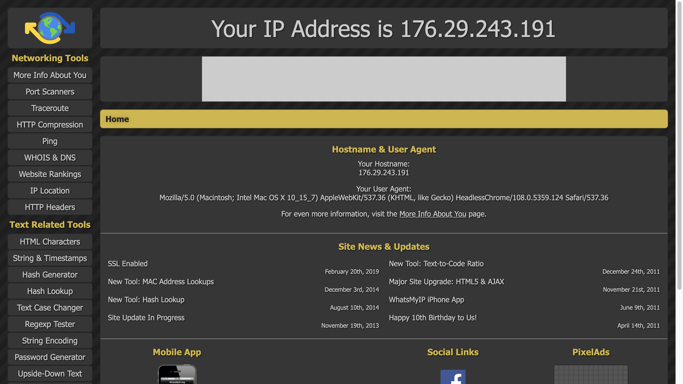 Your IP Address is 176.29.243.191
Networking Tools
More Info About You
Port Scanners
Traceroute
HTTP Compression
Ping
WHOIS & DNS
Website Rankings
IP Location
HTTP Headers
Text Related Tools
HTML Characters
String & Timestamps
Hash Generator
Hash Lookup
Text Case Changer
Regexp Tester
String Encoding
Password Generator
Upside-Down Text
Home
Hostname & User Agent
Your Hostname:
176.29.243.191
Your User Agent:
Mozilla/5.0 (Macintosh; Intel Mac OS X 10_15_7) AppleWebKit/537.36 (KHTML, like Gecko) HeadlessChrome/108.0.5359.124 Safari/537.36
For even more information, visit the More Info About You page.
Site News & Updates
SSL Enabled
February 20th, 2019
New Tool: MAC Address Lookups
December 3rd, 2014
New Tool: Hash Lookup
August 10th, 2014
Site Update In Progress
November 19th, 2013
New Tool: Text-to-Code Ratio
December 24th, 2011
Major Site Upgrade: HTML5 & AJAX
November 21st, 2011
WhatsMyIP iPhone App
June 9th, 2011
Happy 10th Birthday to Us!
April 14th, 2011
Mobile App
Social Links
PixelAds